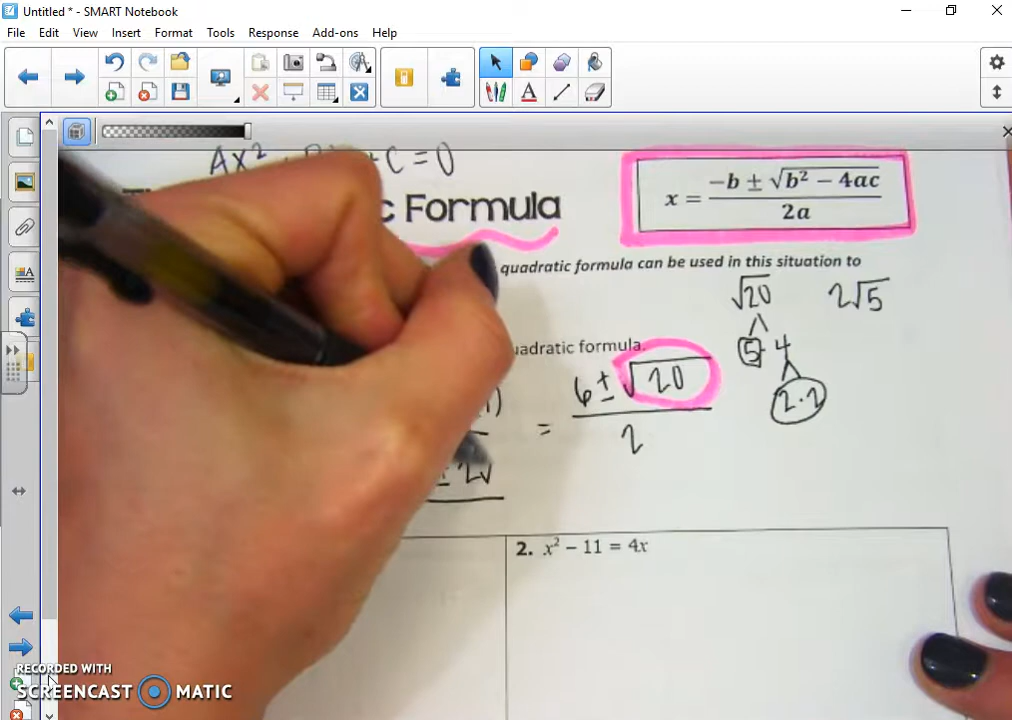 Untitled * - SMART Notebook
File Edit View Insert Format Tools Response Add-ons Help
Ax² + C = 0
c Formula
x = −b ± √b² − 4ac / 2a
quadratic formula can be used in this situation to
√20 2√5
uadratic formula.
5 · 4
2 · 2
1) = 6 ± √20 / 2
± 2√
2. x² − 11 = 4x
RECORDED WITH
SCREENCAST MATIC